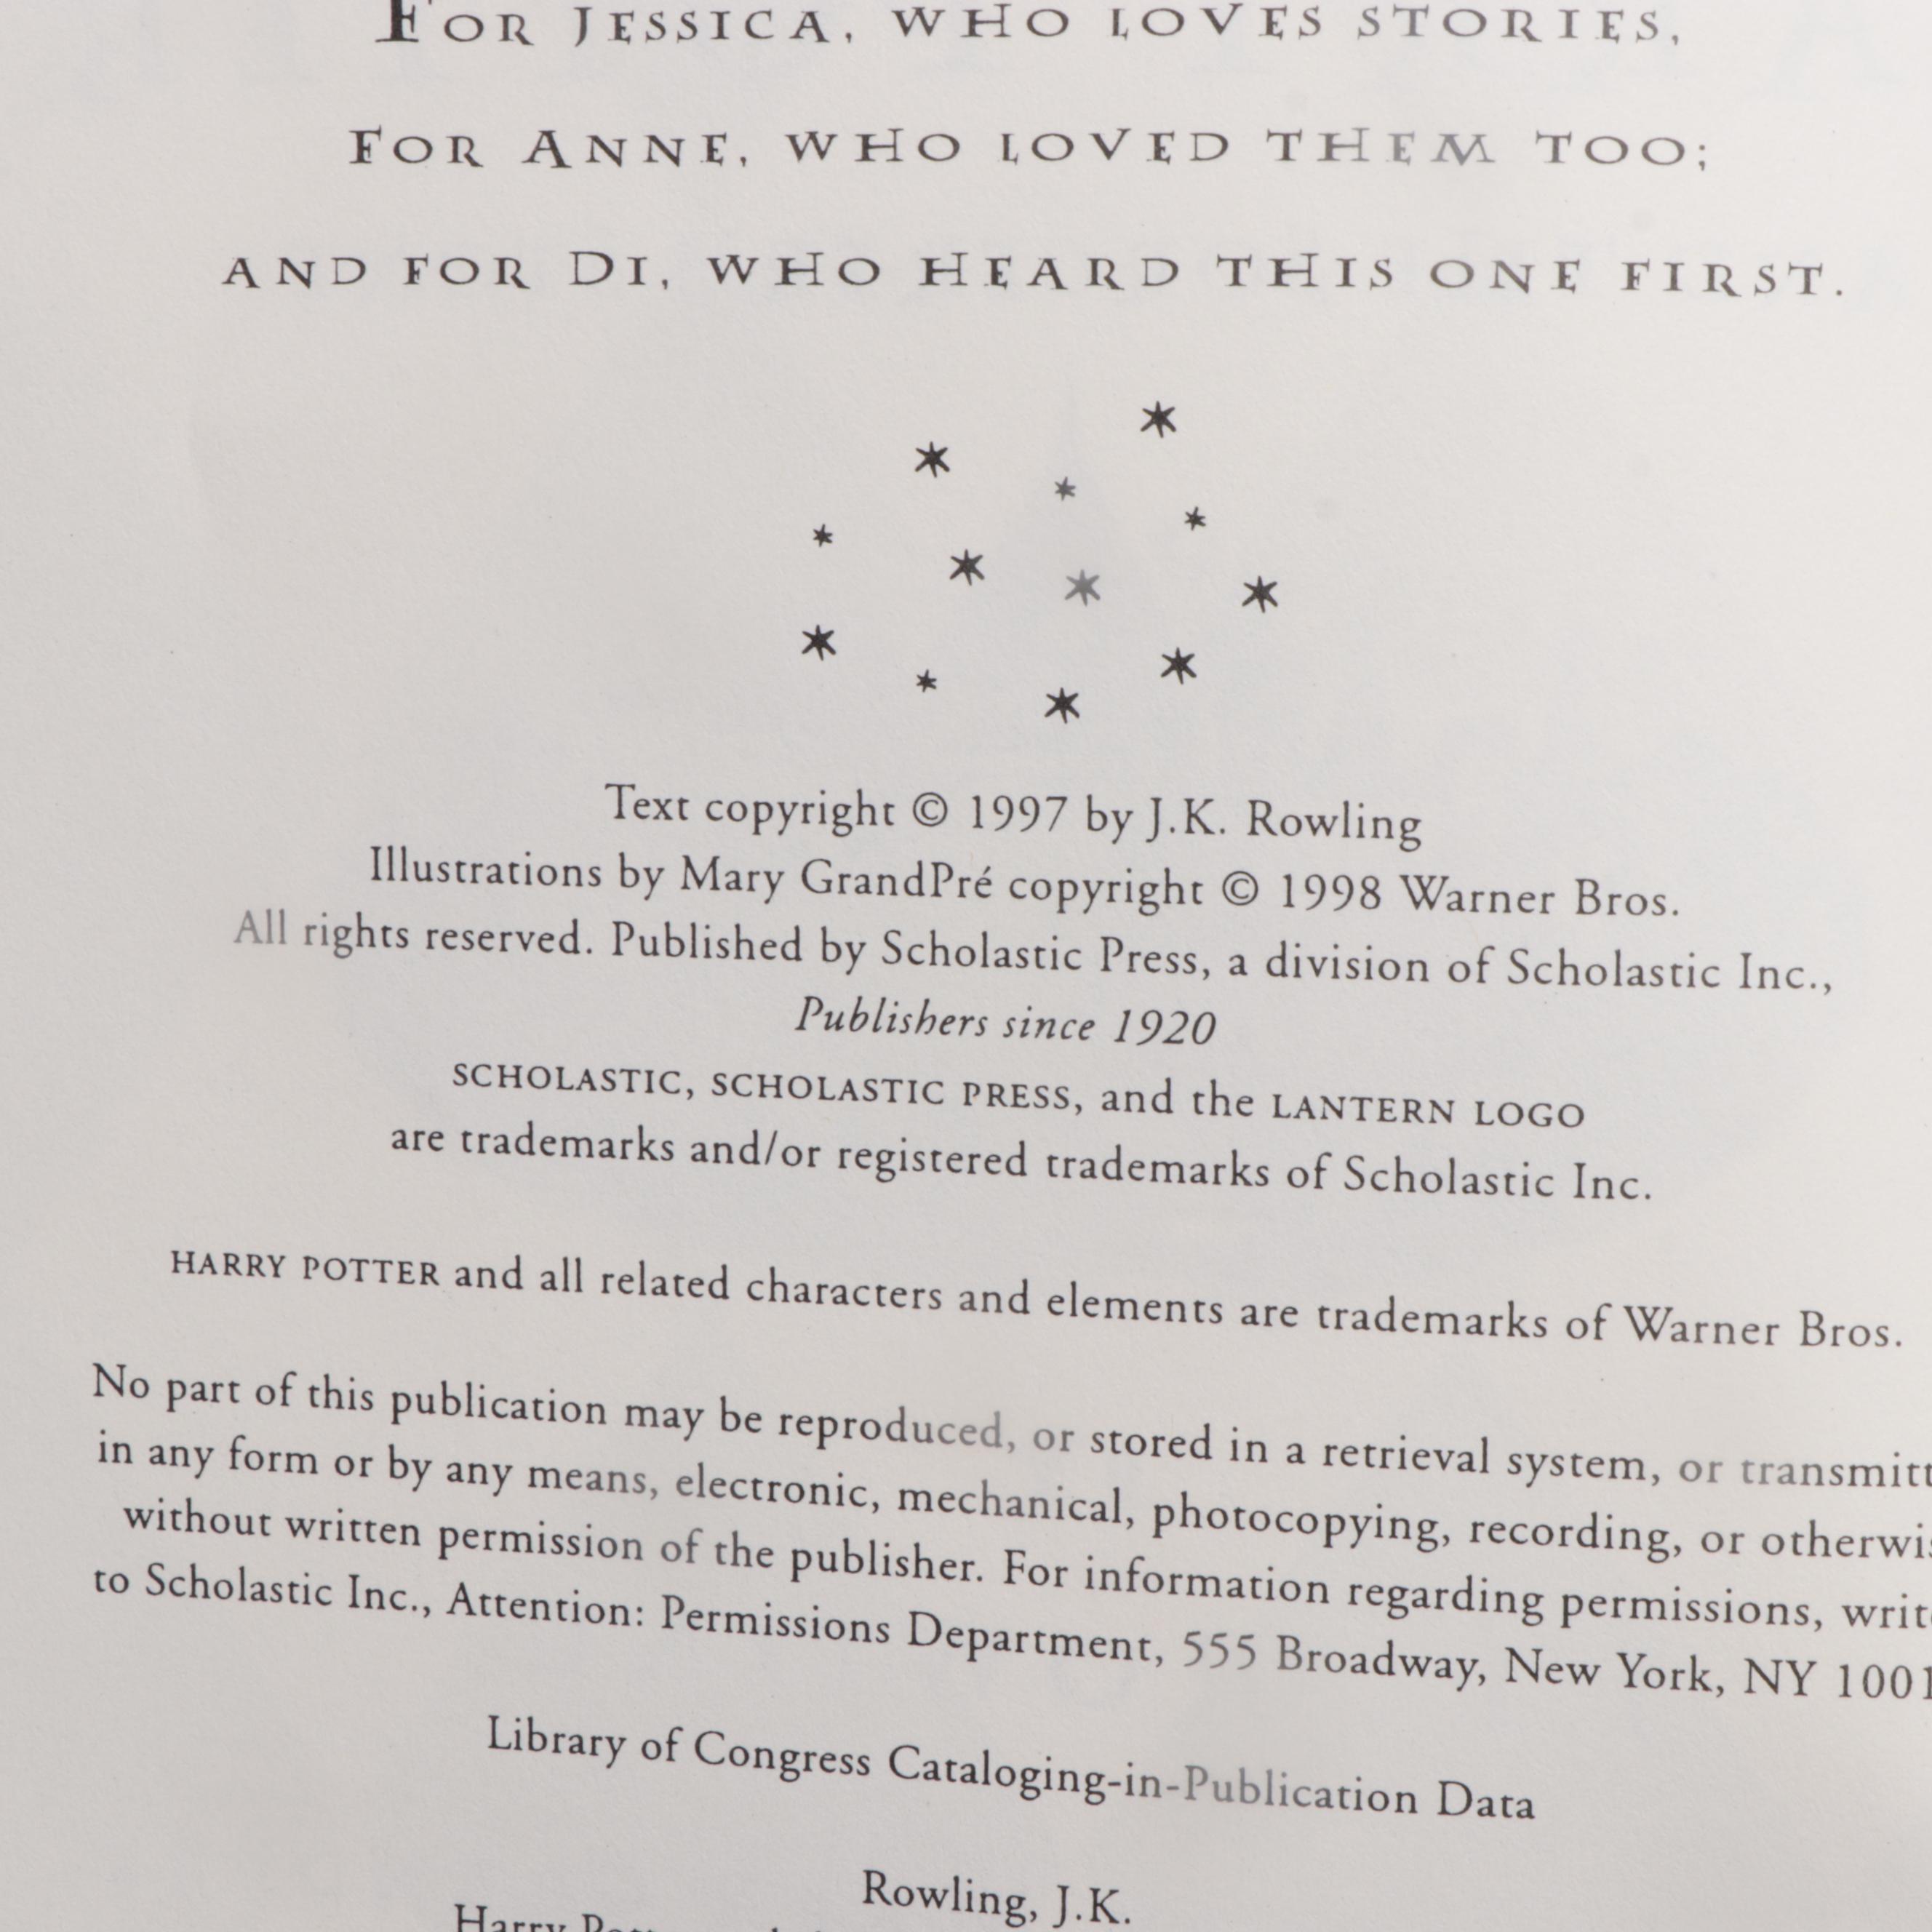 FOR JESSICA, WHO LOVES STORIES,
FOR ANNE, WHO LOVED THEM TOO;
AND FOR DI, WHO HEARD THIS ONE FIRST.
Text copyright © 1997 by J.K. Rowling
Illustrations by Mary GrandPré copyright © 1998 Warner Bros.
All rights reserved. Published by Scholastic Press, a division of Scholastic Inc.,
Publishers since 1920
SCHOLASTIC, SCHOLASTIC PRESS, and the LANTERN LOGO
are trademarks and/or registered trademarks of Scholastic Inc.
HARRY POTTER and all related characters and elements are trademarks of Warner Bros.
No part of this publication may be reproduced, or stored in a retrieval system, or transmitt
in any form or by any means, electronic, mechanical, photocopying, recording, or otherwis
without written permission of the publisher. For information regarding permissions, writ
to Scholastic Inc., Attention: Permissions Department, 555 Broadway, New York, NY 1001
Library of Congress Cataloging-in-Publication Data
Rowling, J.K.
Harry